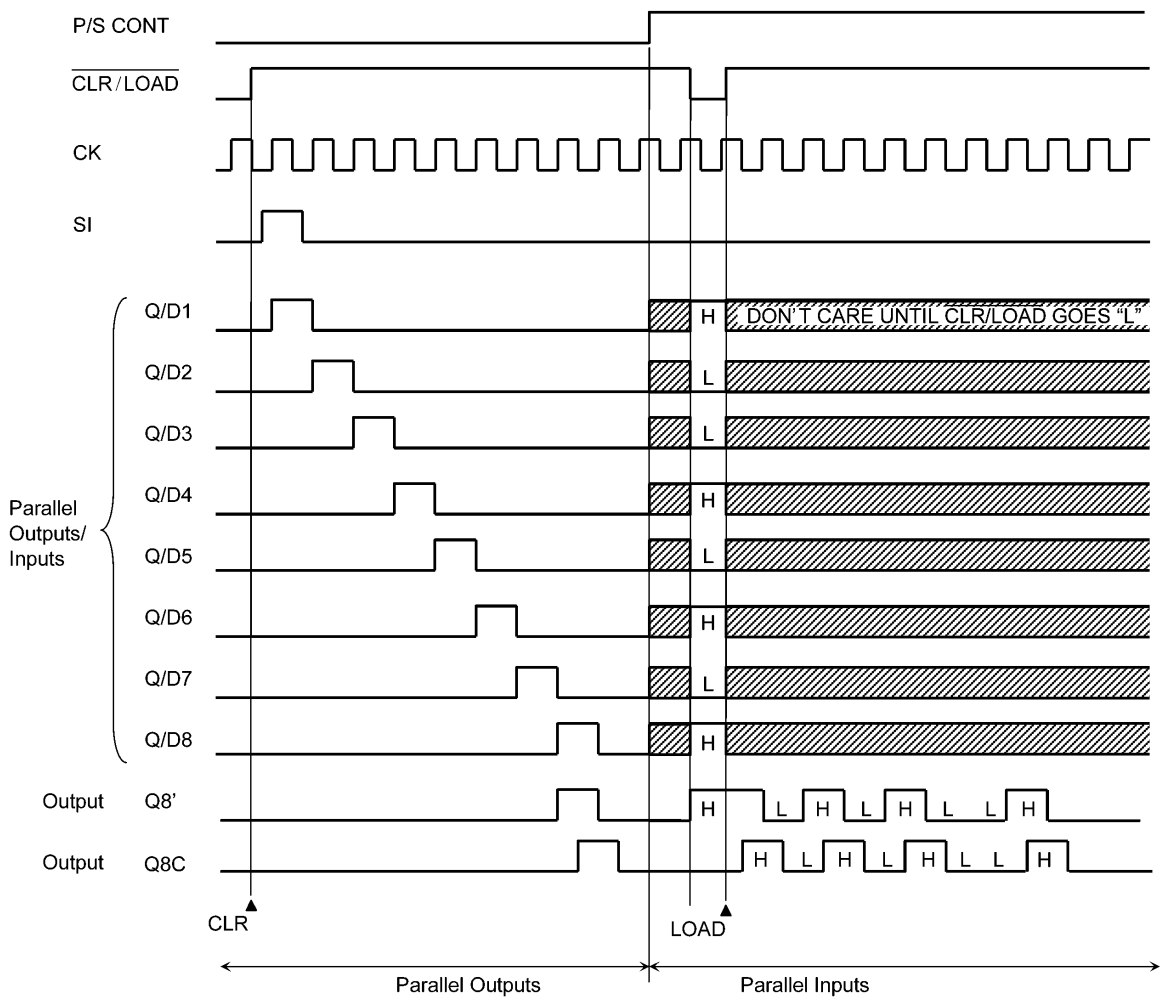 P/S CONT
CLR/LOAD
CK
SI
Q/D1
H
DON'T CARE UNTIL CLR/LOAD GOES “L”
Q/D2
L
Q/D3
L
Q/D4
H
Parallel
Outputs/
Inputs
Q/D5
L
Q/D6
H
Q/D7
L
Q/D8
H
Output Q8’ H L H L H L L H
Output Q8C H L H L H L L H
CLR
LOAD
Parallel Outputs
Parallel Inputs